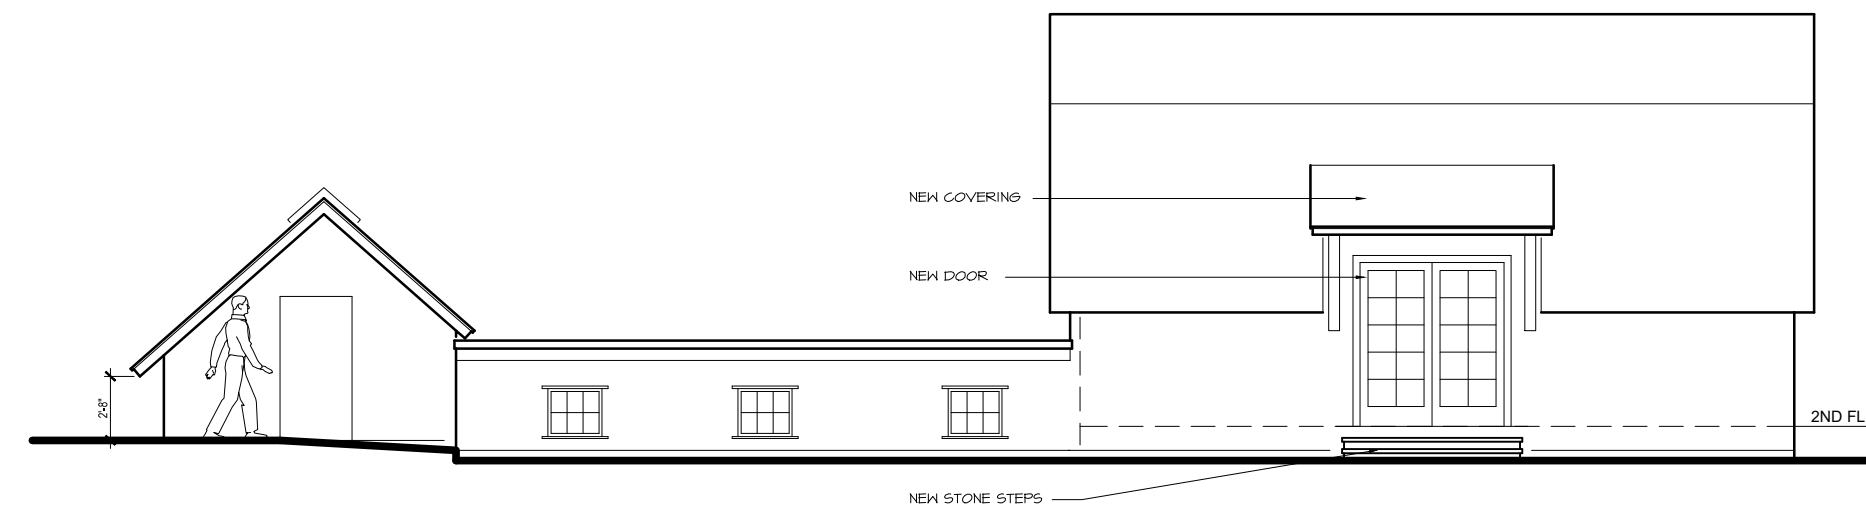 NEW COVERING
NEW DOOR
2'-8"
2ND FL
NEW STONE STEPS